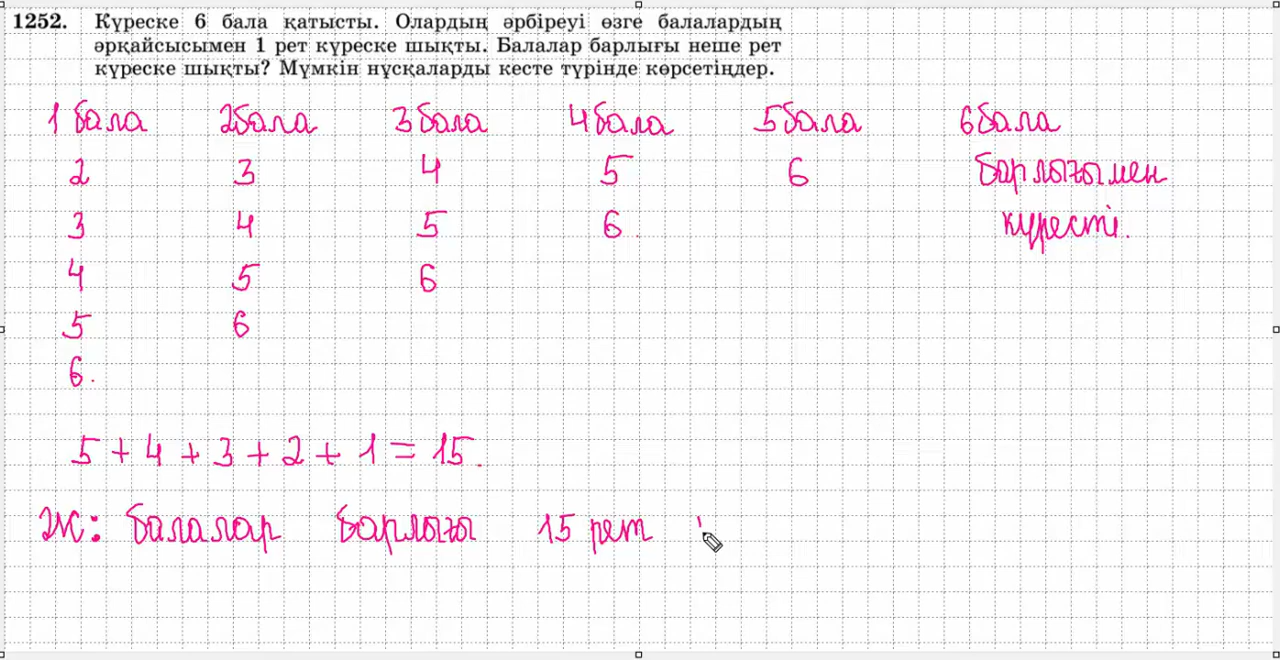 1252. Күреске 6 бала қатысты. Олардың әрбіреуі өзге балалардың
әрқайсысымен 1 рет күреске шықты. Балалар барлығы неше рет
күреске шықты? Мүмкін нұсқаларды кесте түрінде көрсетіңдер.
1 бала 2 бала 3 бала 4 бала 5 бала 6 бала
2 3 4 5 6 барлығымен
3 4 5 6. күресті.
4 5 6
5 6
6.
5 + 4 + 3 + 2 + 1 = 15.
Ж: балалар барлығы 15 рет